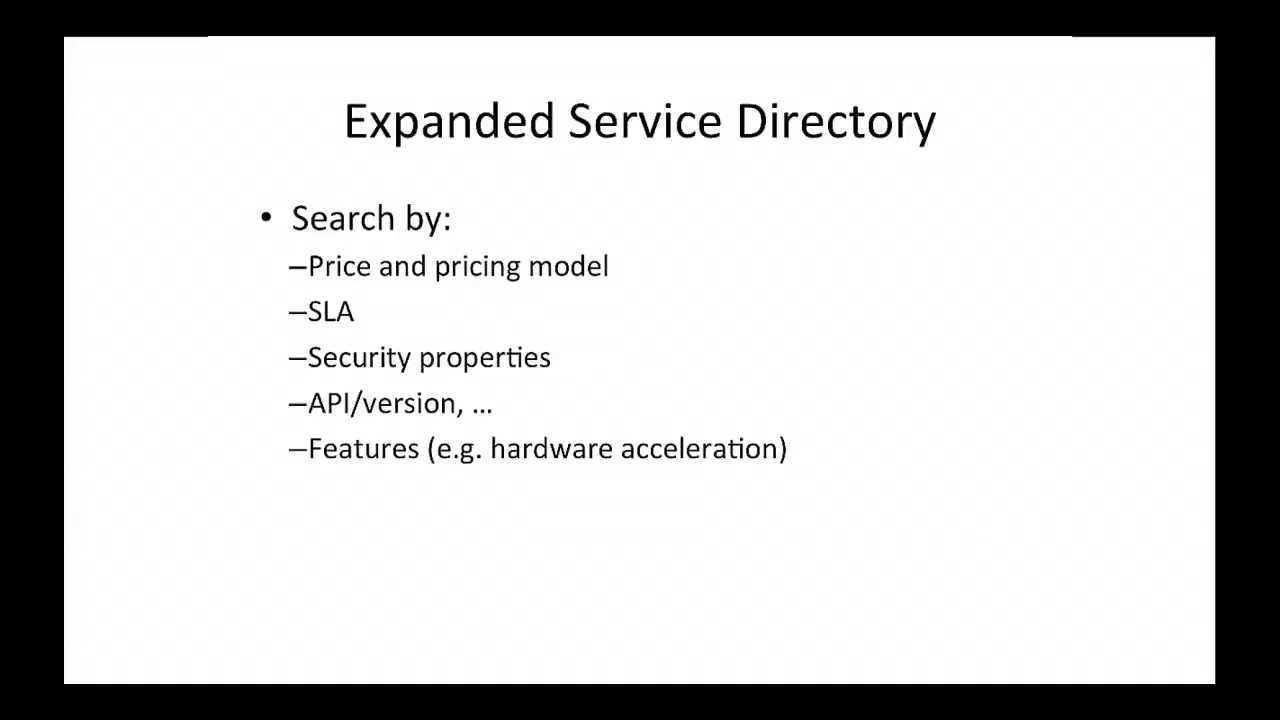 Expanded Service Directory
• Search by:
–Price and pricing model
–SLA
–Security properties
–API/version, ...
–Features (e.g. hardware acceleration)